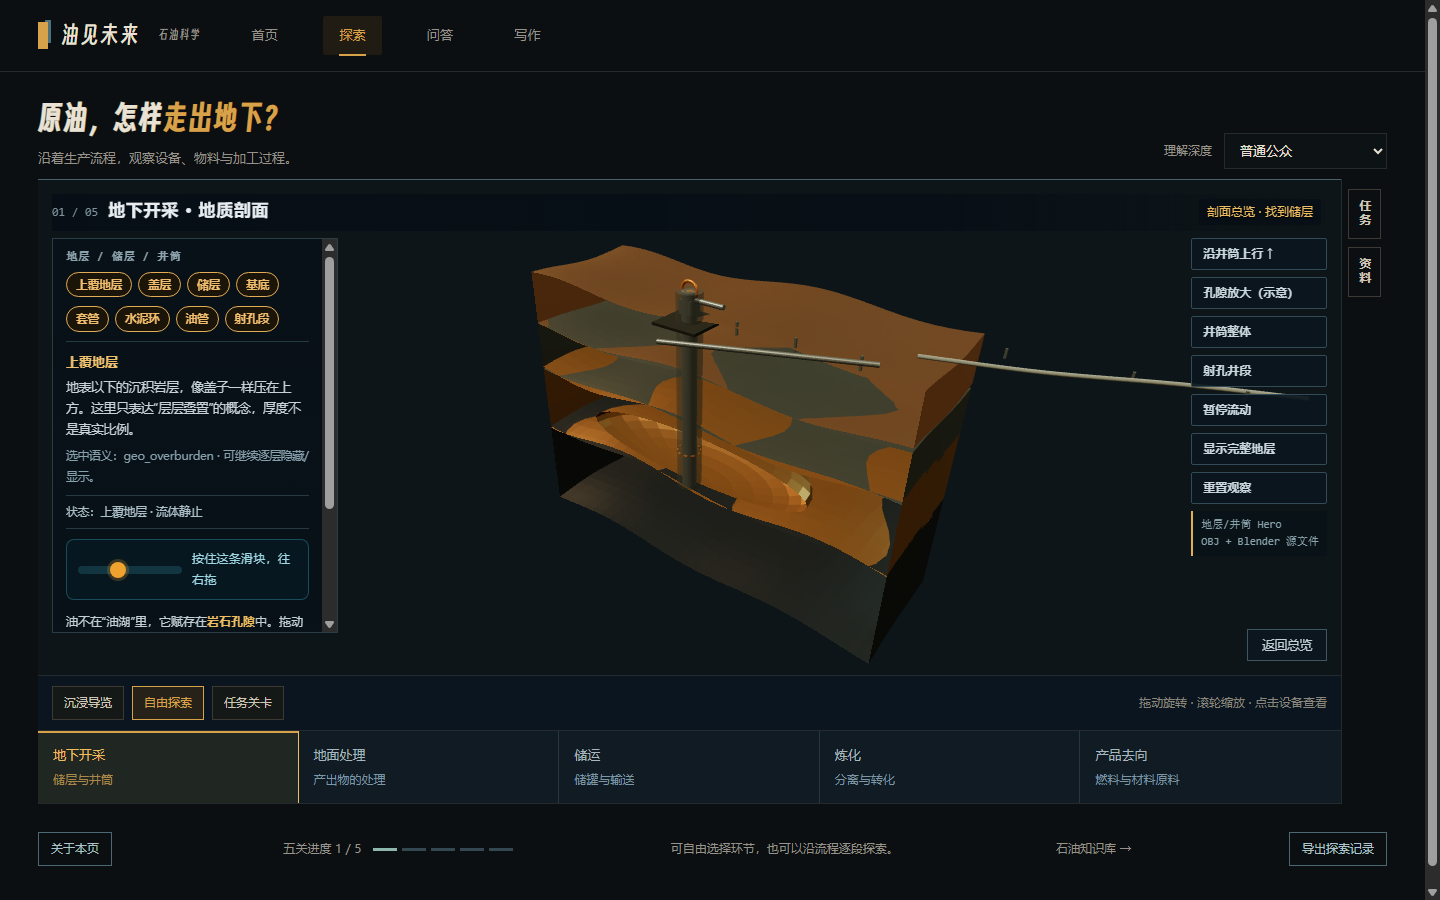 油见未来 石油科学 首页 探索 问答 写作
原油，怎样走出地下？
沿着生产流程，观察设备、物料与加工过程。
理解深度 普通公众
01 / 05 地下开采 · 地质剖面
剖面总览 · 找到储层
任务
资料
地层 / 储层 / 井筒
上覆地层 盖层 储层 基底
套管 水泥环 油管 射孔段
上覆地层
地表以下的沉积岩层，像盖子一样压在上
方。这里只表达“层层叠置”的概念，厚度不
是真实比例。
选中语义：geo_overburden · 可继续逐层隐藏/
显示。
状态：上覆地层 · 流体静止
按住这条滑块，往
右拖
油不在“油湖”里，它赋存在岩石孔隙中。拖动
沿井筒上行 ↑
孔隙放大（示意）
井筒整体
射孔井段
暂停流动
显示完整地层
重置观察
地层/井筒 Hero
OBJ + Blender 源文件
返回总览
沉浸导览 自由探索 任务关卡
拖动旋转 · 滚轮缩放 · 点击设备查看
地下开采
储层与井筒
地面处理
产出物的处理
储运
储罐与输送
炼化
分离与转化
产品去向
燃料与材料原料
关于本页 五关进度 1 / 5 可自由选择环节，也可以沿流程逐段探索。 石油知识库 → 导出探索记录